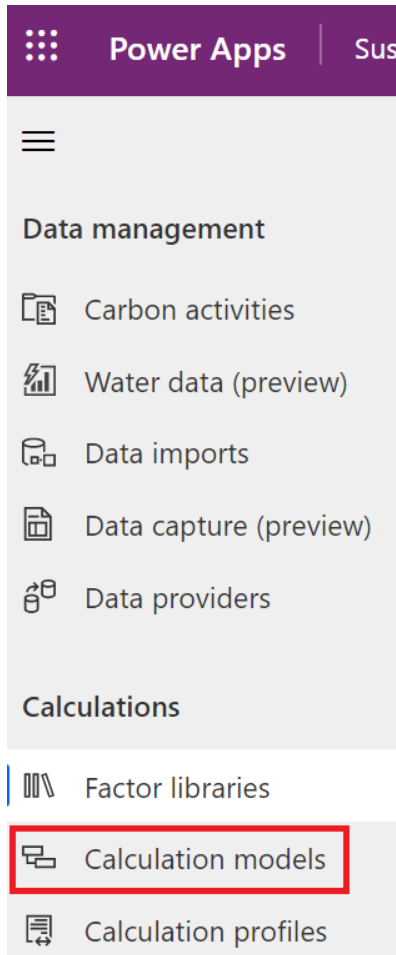 Power Apps Sus
Data management
Carbon activities
Water data (preview)
Data imports
Data capture (preview)
Data providers
Calculations
Factor libraries
Calculation models
Calculation profiles